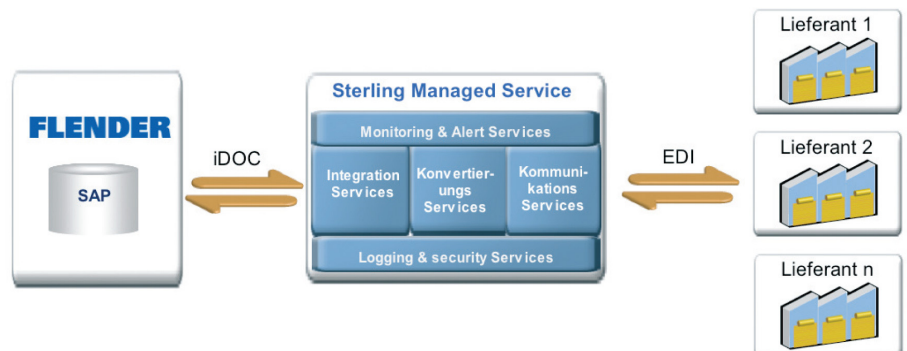 FLENDER
SAP
iDOC
Sterling Managed Service
Monitoring & Alert Services
Integration
Services
Konvertier-
ungs
Services
Kommuni-
kations
Services
Logging & security Services
EDI
Lieferant 1
Lieferant 2
Lieferant n